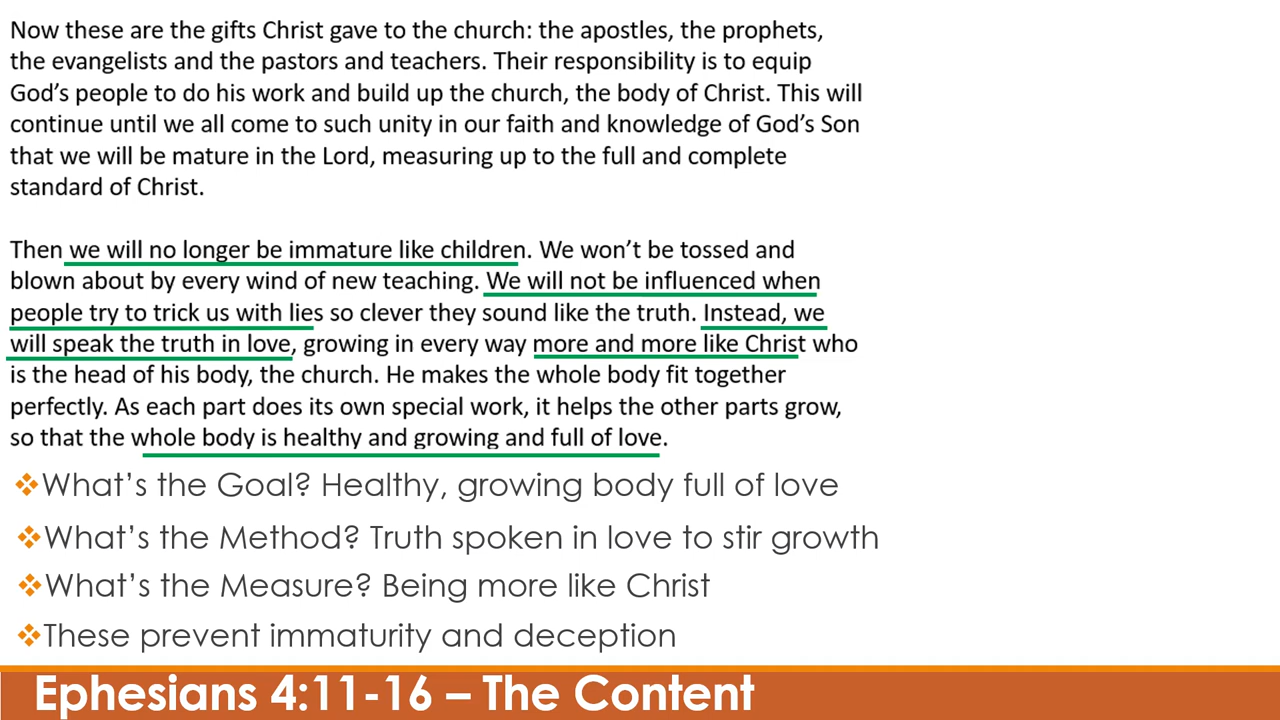 Now these are the gifts Christ gave to the church: the apostles, the prophets,
the evangelists and the pastors and teachers. Their responsibility is to equip
God’s people to do his work and build up the church, the body of Christ. This will
continue until we all come to such unity in our faith and knowledge of God’s Son
that we will be mature in the Lord, measuring up to the full and complete
standard of Christ.
Then we will no longer be immature like children. We won’t be tossed and
blown about by every wind of new teaching. We will not be influenced when
people try to trick us with lies so clever they sound like the truth. Instead, we
will speak the truth in love, growing in every way more and more like Christ who
is the head of his body, the church. He makes the whole body fit together
perfectly. As each part does its own special work, it helps the other parts grow,
so that the whole body is healthy and growing and full of love.
❖What’s the Goal? Healthy, growing body full of love
❖What’s the Method? Truth spoken in love to stir growth
❖What’s the Measure? Being more like Christ
❖These prevent immaturity and deception
Ephesians 4:11-16 – The Content